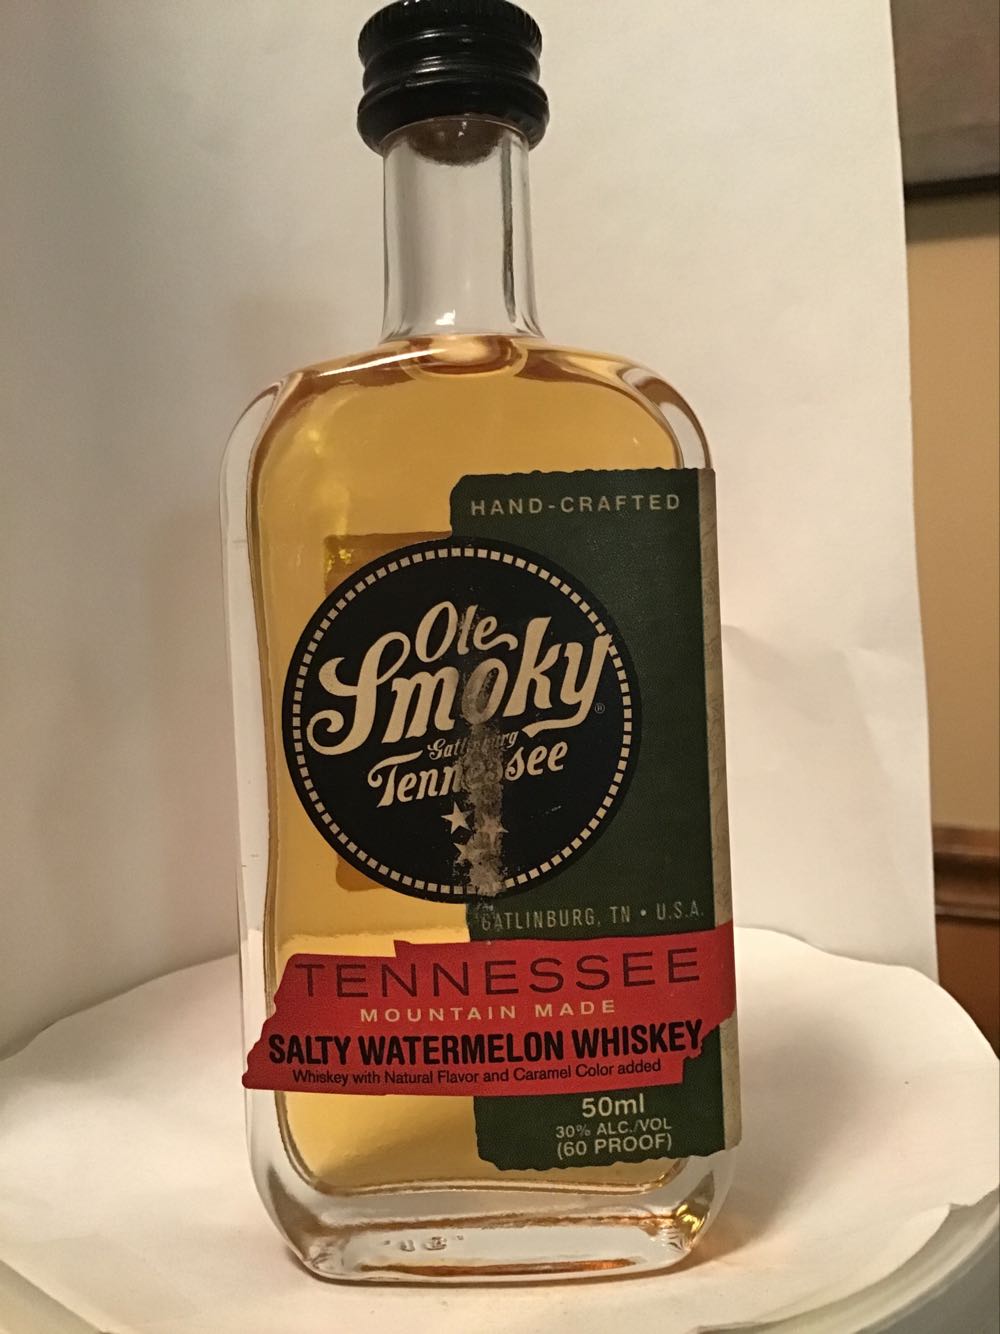 HAND-CRAFTED
Ole
Smoky®
Gatlinburg
Tennessee
GATLINBURG, TN • U.S.A.
TENNESSEE
MOUNTAIN MADE
SALTY WATERMELON WHISKEY
Whiskey with Natural Flavor and Caramel Color added
50ml
30% ALC./VOL
(60 PROOF)